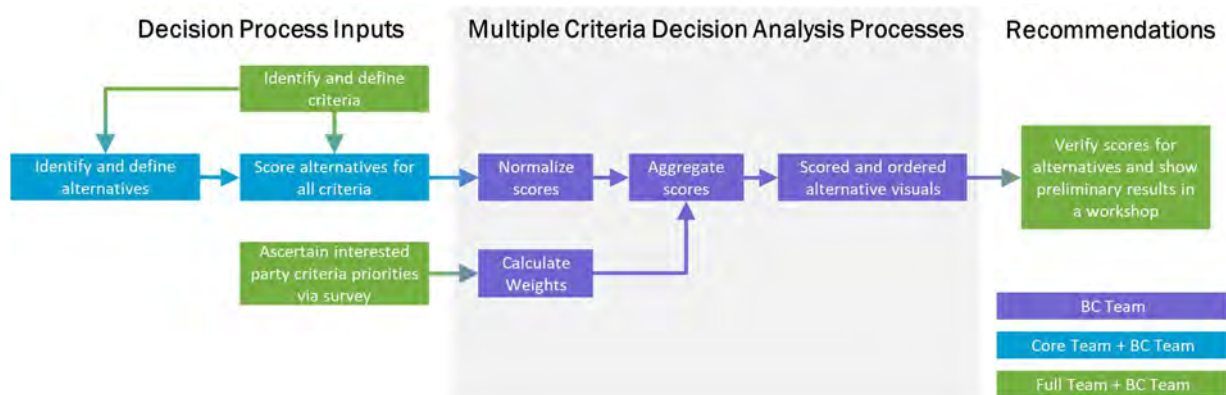 Decision Process Inputs
Multiple Criteria Decision Analysis Processes
Recommendations
Identify and define
criteria
Identify and define
alternatives
Score alternatives for
all criteria
Normalize
scores
Aggregate
scores
Scored and ordered
alternative visuals
Verify scores for
alternatives and show
preliminary results in
a workshop
Ascertain interested
party criteria priorities
via survey
Calculate
Weights
BC Team
Core Team + BC Team
Full Team + BC Team